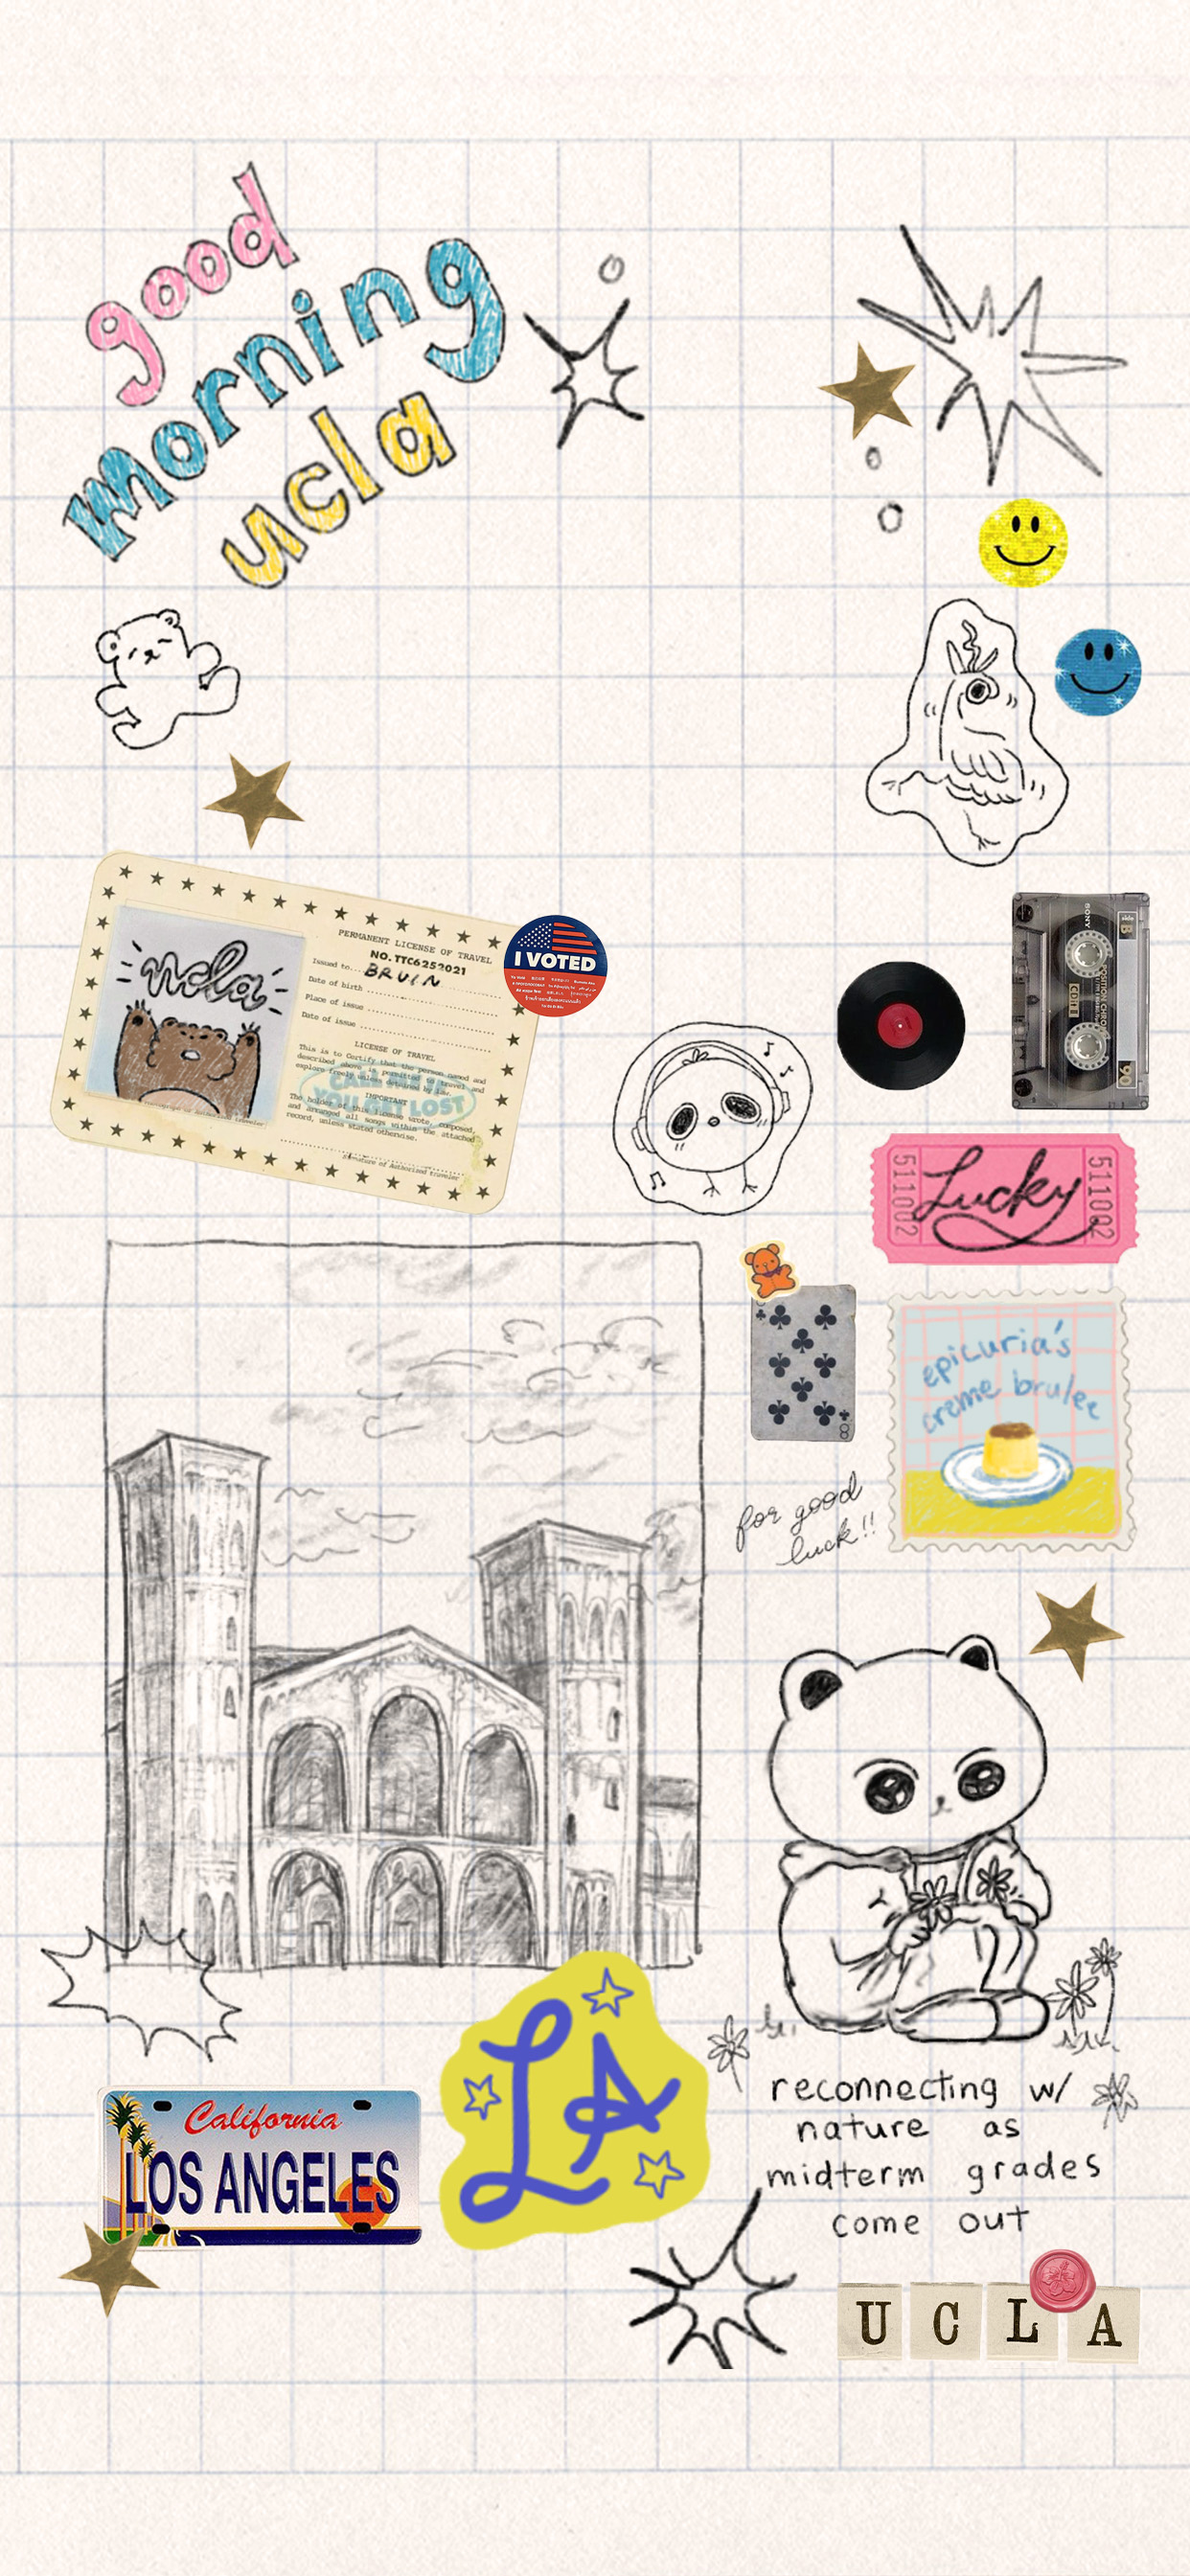 good
morning
ucla
ucla
PERMANENT LICENSE OF TRAVEL
NO. TTC6252021
Issued to.... BRUIN
Date of birth
Place of issue
Date of issue
LICENSE OF TRAVEL
This is to Certify that the person named and
described above is permitted to travel and
explore freely unless detained by law.
IMPORTANT
The holder of this license wrote, composed,
and arranged all songs within the attached
record, unless stated otherwise.
Signature of Authorized Traveler
I VOTED
SONY
side
B
90
511002
Lucky
511002
8
epicuria's
creme brulee
for good
luck!!
California
LOS ANGELES
LA
reconnecting w/
nature as
midterm grades
come out
U C L A